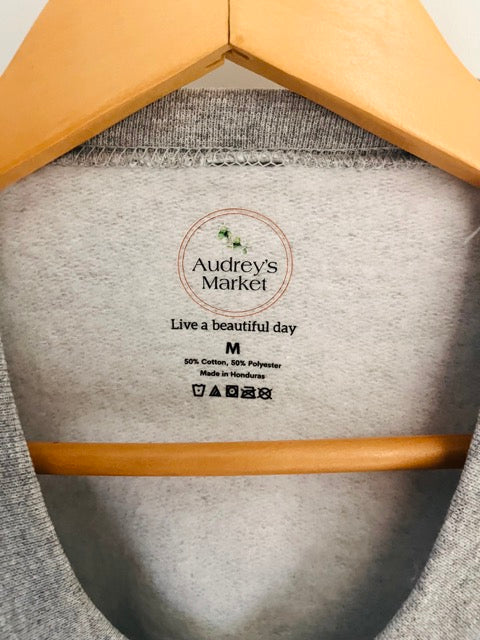 Audrey's
Market
Live a beautiful day
M
50% Cotton, 50% Polyester
Made in Honduras